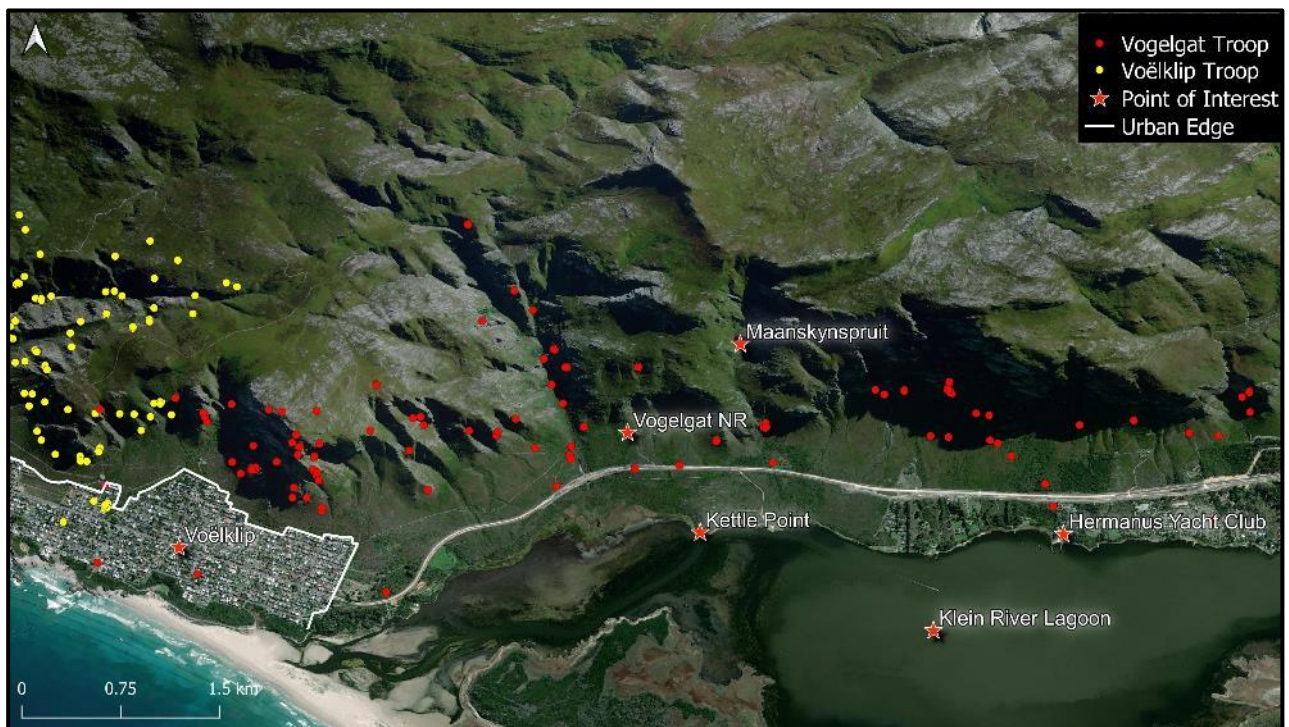 Vogelgat Troop
Voëlklip Troop
Point of Interest
Urban Edge
Maanskynspruit
Vogelgat NR
Kettle Point
Hermanus Yacht Club
Voëlklip
Klein River Lagoon
0 0.75 1.5 km